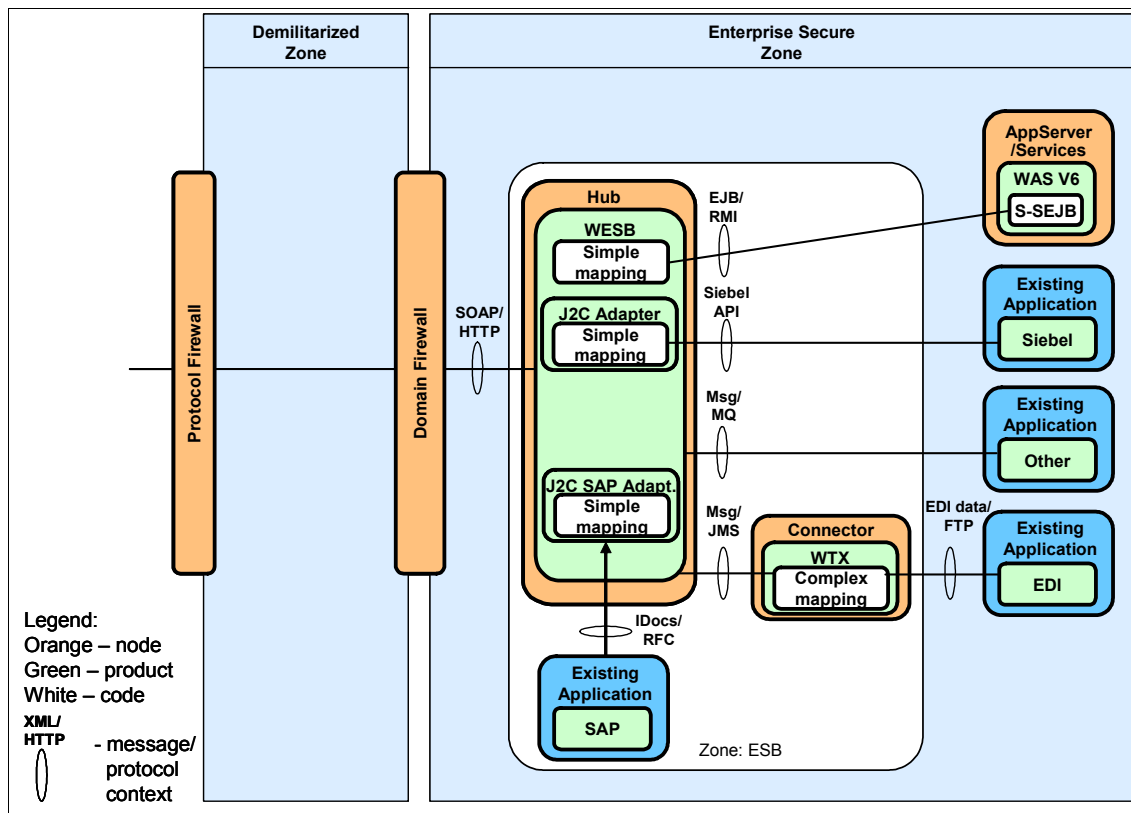 Demilitarized
Zone
Enterprise Secure
Zone
Protocol Firewall
Domain Firewall
SOAP/
HTTP
Hub
WESB
Simple
mapping
J2C Adapter
Simple
mapping
J2C SAP Adapt.
Simple
mapping
EJB/
RMI
Siebel
API
Msg/
MQ
Msg/
JMS
Connector
WTX
Complex
mapping
EDI data/
FTP
AppServer
/Services
WAS V6
S-SEJB
Existing
Application
Siebel
Existing
Application
Other
Existing
Application
EDI
IDocs/
RFC
Existing
Application
SAP
Zone: ESB
Legend:
Orange – node
Green – product
White – code
XML/
HTTP
- message/
protocol
context